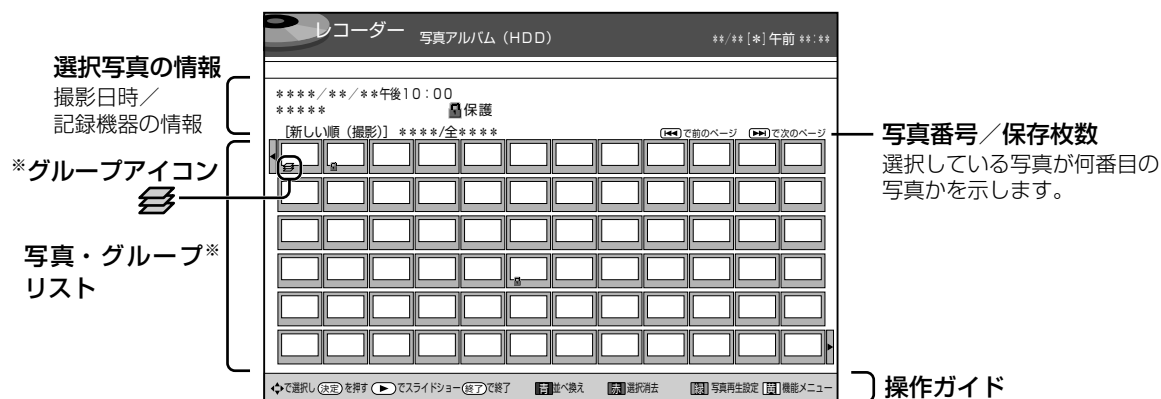 レコーダー 写真アルバム（HDD） **/**[*]午前 **:**
選択写真の情報
撮影日時／
記録機器の情報
****/**/**午後10：00
***** 保護
[新しい順（撮影）] ****/全**** で前のページ で次のページ
写真番号／保存枚数
選択している写真が何番目の
写真かを示します。
※グループアイコン
写真・グループ※
リスト
で選択し 決定 を押す でスライドショー 終了 で終了 青 並べ換え 赤 選択消去 緑 写真再生設定 黄 機能メニュー
操作ガイド